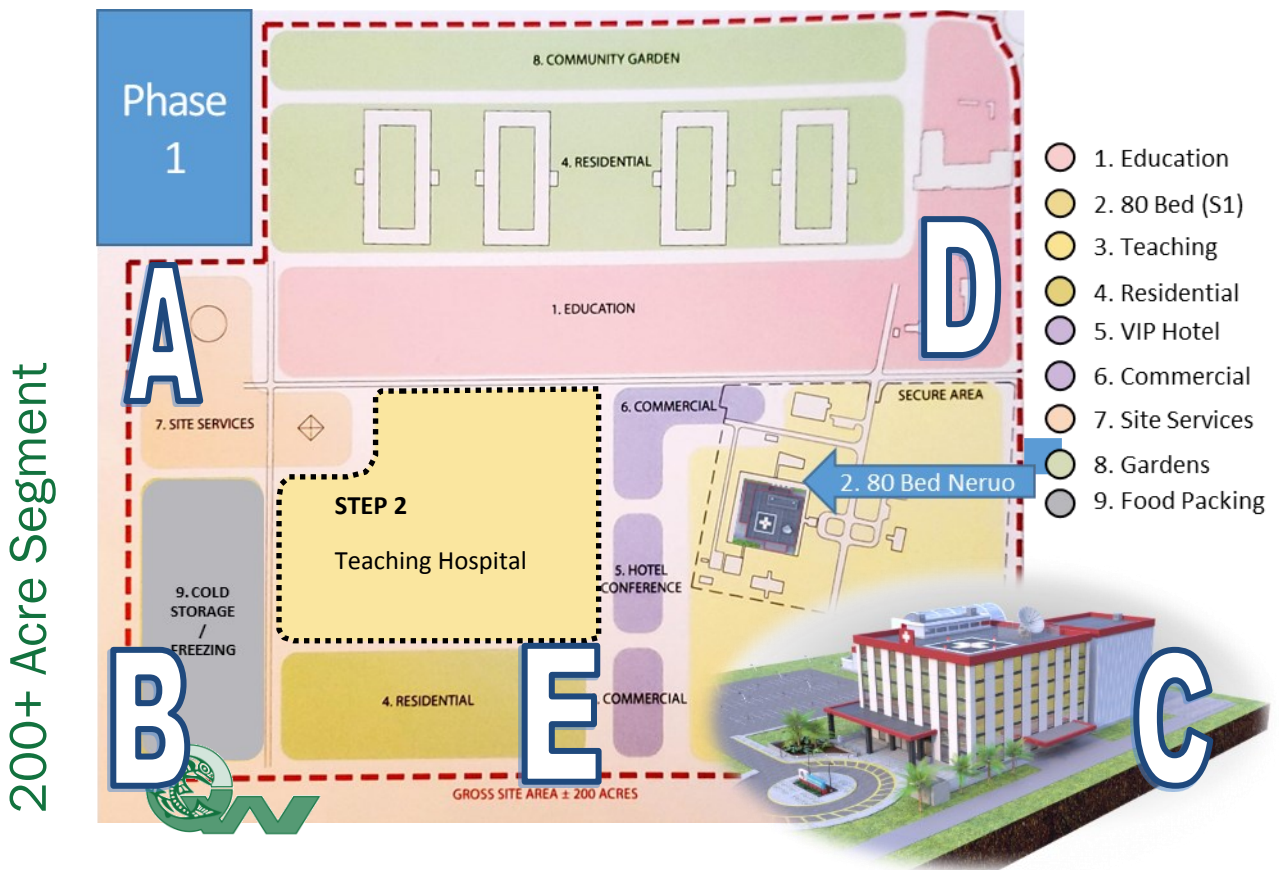 200+ Acre Segment
Phase
1
8. COMMUNITY GARDEN
4. RESIDENTIAL
1. EDUCATION
A
D
7. SITE SERVICES
6. COMMERCIAL
SECURE AREA
2. 80 Bed Neruo
STEP 2
Teaching Hospital
5. HOTEL
CONFERENCE
9. COLD
STORAGE
/
FREEZING
4. RESIDENTIAL
COMMERCIAL
B
E
C
GROSS SITE AREA ± 200 ACRES
1. Education
2. 80 Bed (S1)
3. Teaching
4. Residential
5. VIP Hotel
6. Commercial
7. Site Services
8. Gardens
9. Food Packing